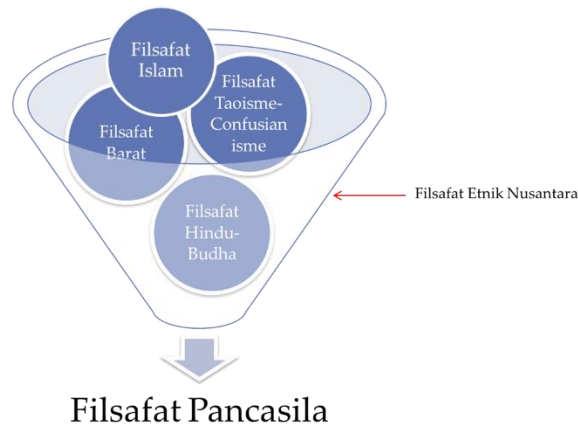 Filsafat
Islam
Filsafat
Taoisme-
Confusian
isme
Filsafat
Barat
Filsafat
Hindu-
Budha
Filsafat Etnik Nusantara
Filsafat Pancasila